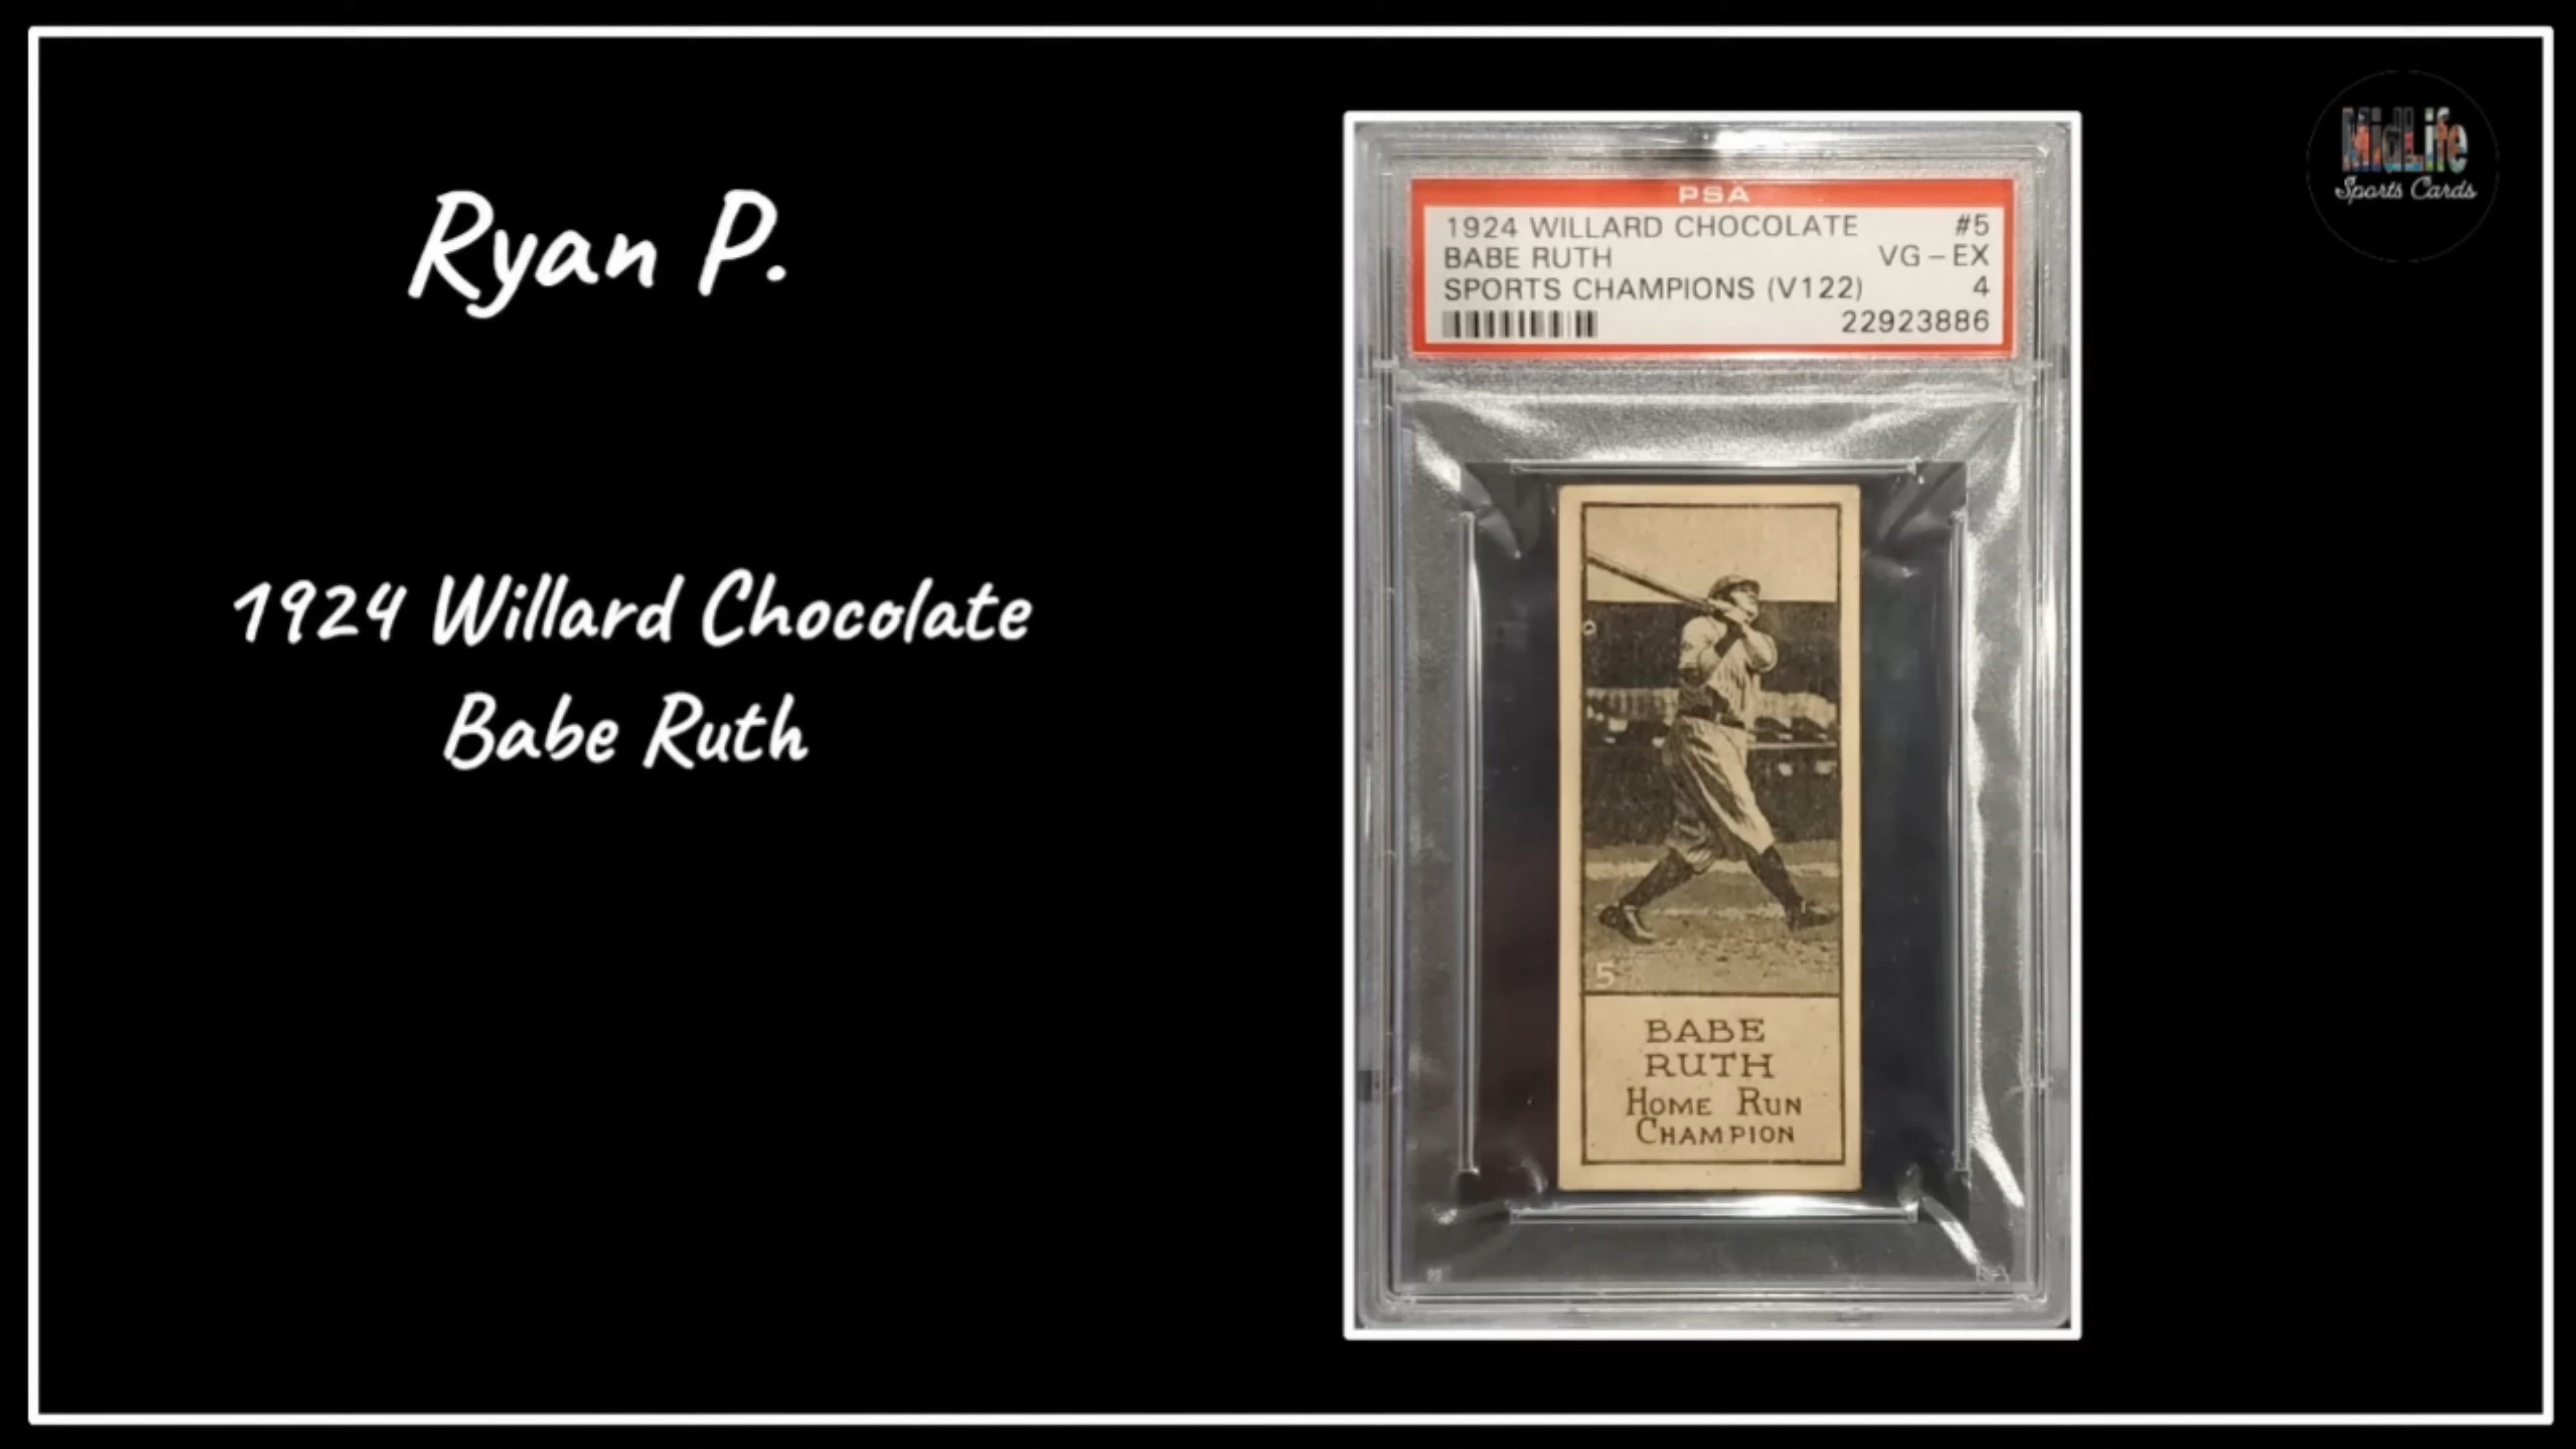 Ryan P.
1924 Willard Chocolate
Babe Ruth
MidLife
Sports Cards
PSA
1924 WILLARD CHOCOLATE #5
BABE RUTH VG - EX
SPORTS CHAMPIONS (V122) 4
22923886
5
BABE
RUTH
HOME RUN
CHAMPION